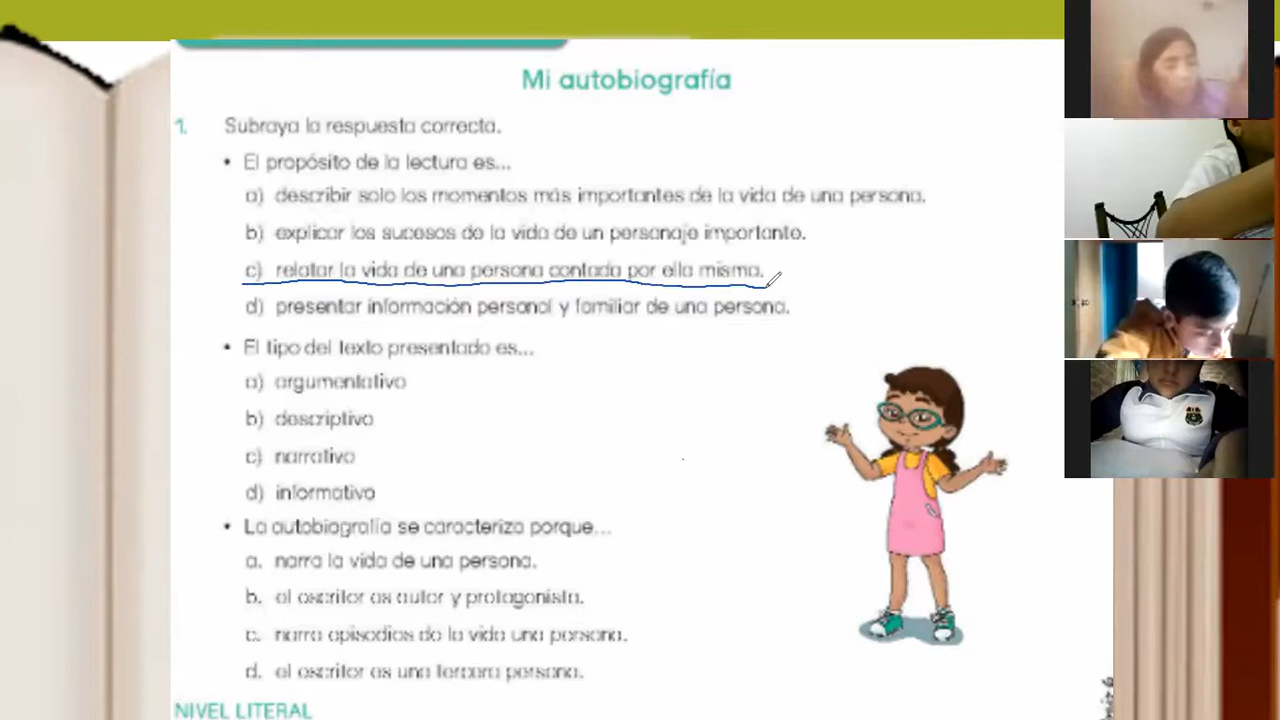 Mi autobiografía
1. Subraya la respuesta correcta.
• El propósito de la lectura es...
a) describir solo los momentos más importantes de la vida de una persona.
b) explicar los sucesos de la vida de un personaje importante.
c) relatar la vida de una persona contada por ella misma.
d) presentar información personal y familiar de una persona.
• El tipo del texto presentado es...
a) argumentativo
b) descriptivo
c) narrativo
d) informativo
• La autobiografía se caracteriza porque...
a. narra la vida de una persona.
b. el escritor es autor y protagonista.
c. narra episodios de la vida una persona.
d. el escritor es una tercera persona.
NIVEL LITERAL